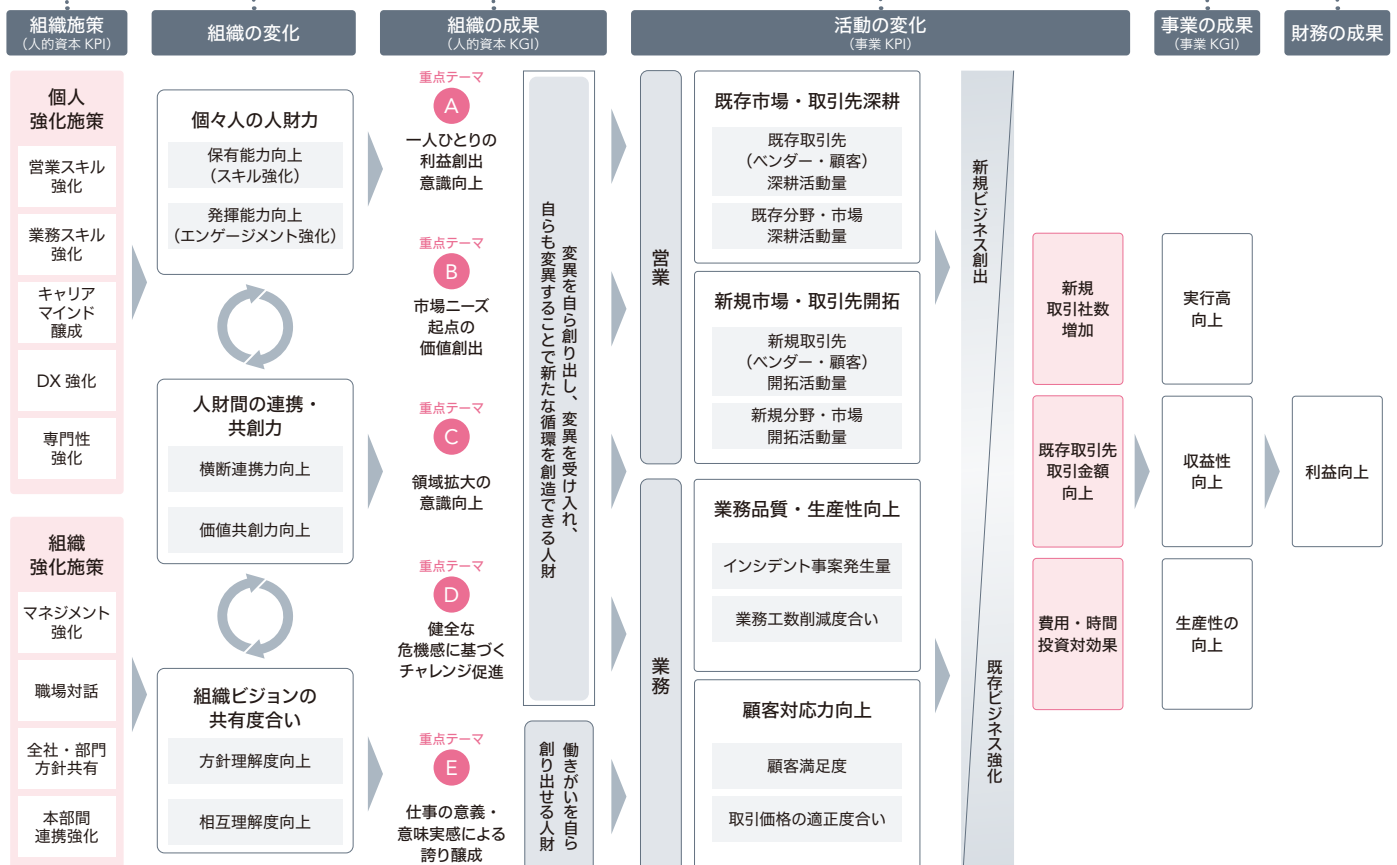 組織施策
(人的資本 KPI)
組織の変化
組織の成果
(人的資本 KGI)
活動の変化
(事業 KPI)
事業の成果
(事業 KGI)
財務の成果
個人
強化施策
営業スキル
強化
業務スキル
強化
キャリア
マインド
醸成
DX 強化
専門性
強化
組織
強化施策
マネジメント
強化
職場対話
全社・部門
方針共有
本部間
連携強化
個々人の人財力
保有能力向上
(スキル強化)
発揮能力向上
(エンゲージメント強化)
人財間の連携・
共創力
横断連携力向上
価値共創力向上
組織ビジョンの
共有度合い
方針理解度向上
相互理解度向上
重点テーマ
A
一人ひとりの
利益創出
意識向上
重点テーマ
B
市場ニーズ
起点の
価値創出
重点テーマ
C
領域拡大の
意識向上
重点テーマ
D
健全な
危機感に基づく
チャレンジ促進
重点テーマ
E
仕事の意義・
意味実感による
誇り醸成
変異を自ら創り出し、変異を受け入れ、
自らも変異することで新たな循環を創造できる人財
働きがいを自ら
創り出せる人財
営業
既存市場・取引先深耕
既存取引先
(ベンダー・顧客)
深耕活動量
既存分野・市場
深耕活動量
新規市場・取引先開拓
新規取引先
(ベンダー・顧客)
開拓活動量
新規分野・市場
開拓活動量
業務
業務品質・生産性向上
インシデント事案発生量
業務工数削減度合い
顧客対応力向上
顧客満足度
取引価格の適正度合い
新規ビジネス創出
既存ビジネス強化
新規
取引社数
増加
既存取引先
取引金額
向上
費用・時間
投資対効果
実行高
向上
収益性
向上
生産性の
向上
利益向上